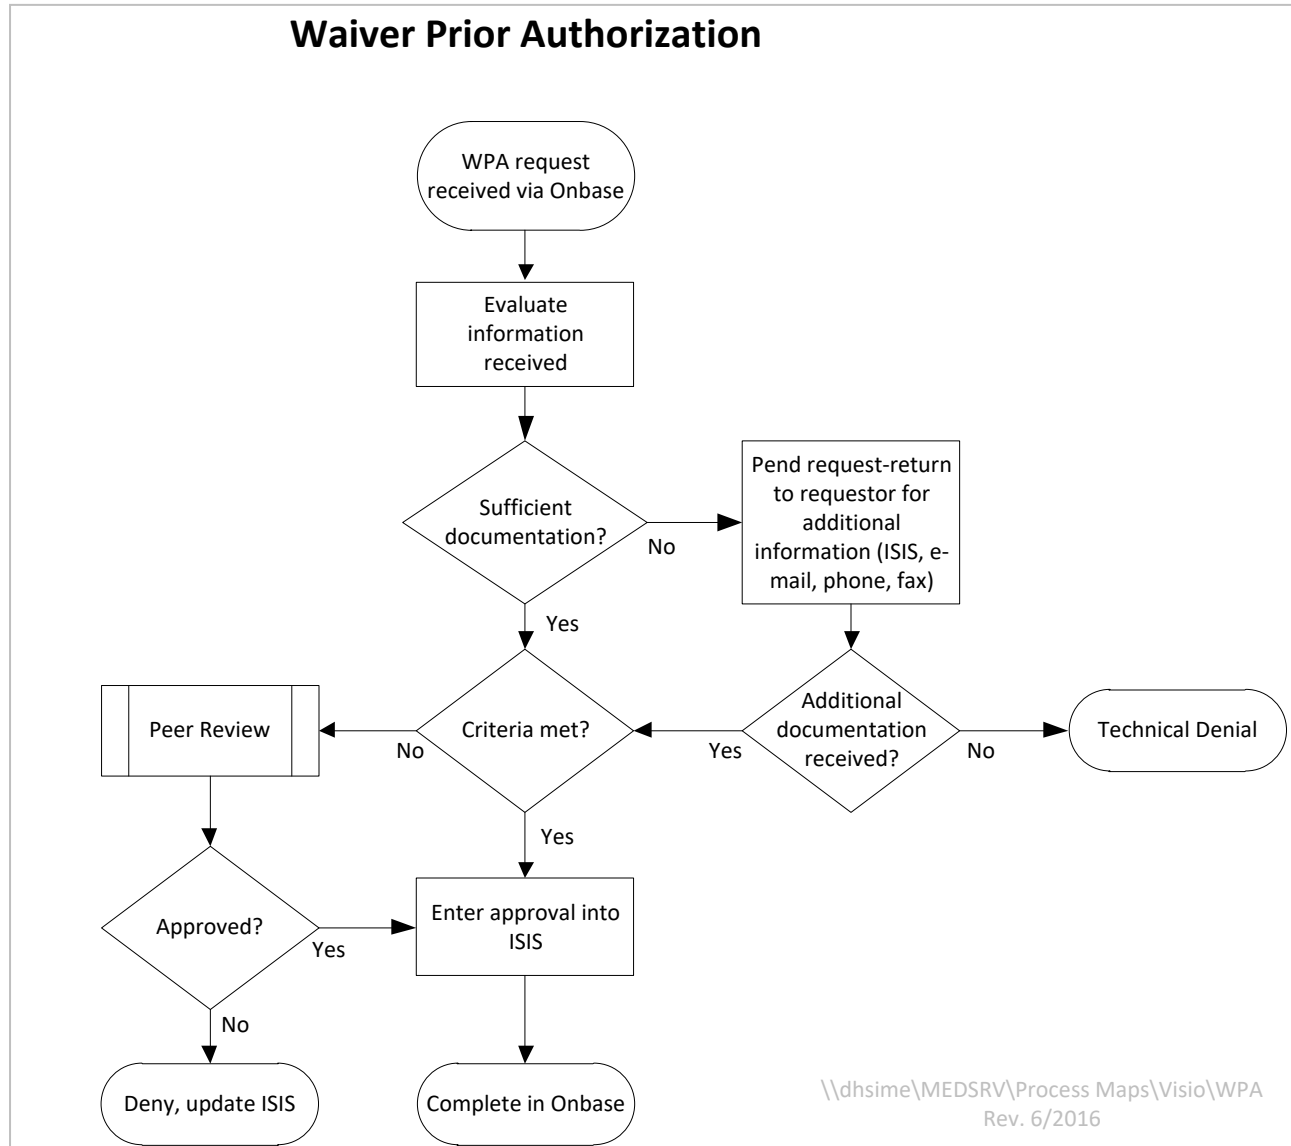 Waiver Prior Authorization
WPA request
received via Onbase
Evaluate
information
received
Sufficient
documentation?
No
Yes
Pend request-return
to requestor for
additional
information (ISIS, e-
mail, phone, fax)
Additional
documentation
received?
Yes
No
Technical Denial
Criteria met?
No
Yes
Peer Review
Approved?
Yes
No
Enter approval into
ISIS
Deny, update ISIS
Complete in Onbase
\\dhsime\MEDSRV\Process Maps\Visio\WPA
Rev. 6/2016